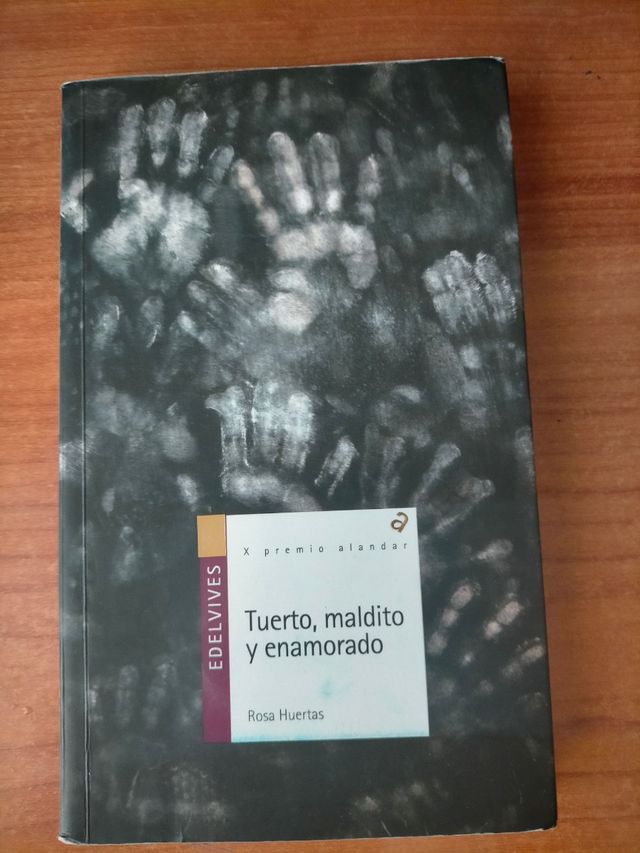 a
X premio alandar
EDELVIVES
Tuerto, maldito
y enamorado
Rosa Huertas